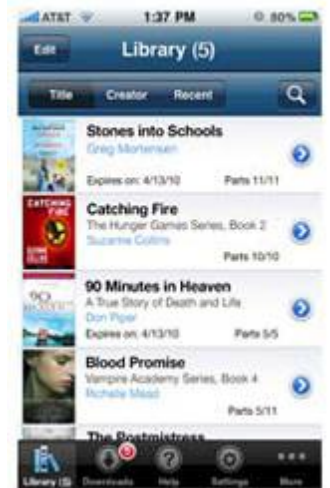 AT&T 1:37 PM 80%
Edit Library (5)
Title Creator Recent
Stones into Schools
Greg Mortensen
Expires on: 4/13/10 Parts 11/11
CATCHING
FIRE
Catching Fire
The Hunger Games Series, Book 2
Suzanne Collins
Parts 10/10
90 Minutes in Heaven
A True Story of Death and Life
Don Piper
Expires on: 4/13/10 Parts 5/5
Blood Promise
Vampire Academy Series, Book 4
Richelle Mead
Parts 5/11
The Postmistress
Library (5) Downloads Help Settings More